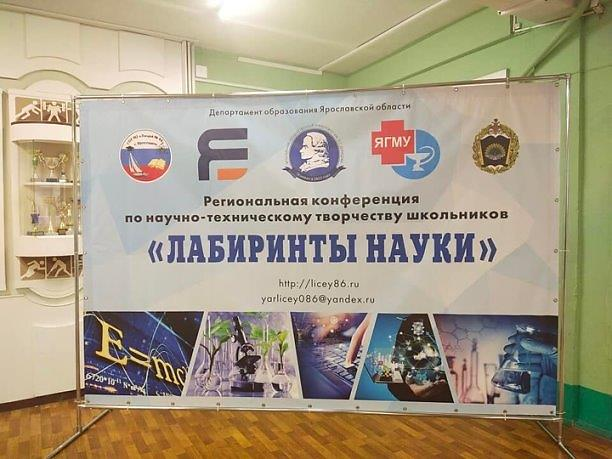 Департамент образования Ярославской области
ЯГМУ
Региональная конференция
по научно-техническому творчеству школьников
«ЛАБИРИНТЫ НАУКИ»
http://licey86.ru
yarlicey086@yandex.ru
E=mc